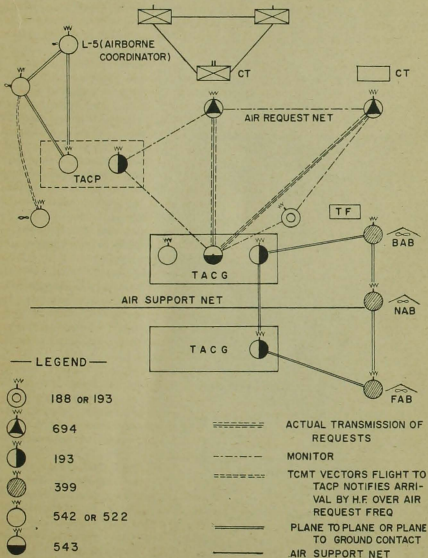 L-5(AIRBORNE
COORDINATOR)
CT
CT
AIR REQUEST NET
TACP
TF
BAB
TACG
AIR SUPPORT NET
NAB
TACG
FAB
— LEGEND —
188 OR 193
694
193
399
542 OR 522
543
ACTUAL TRANSMISSION OF
REQUESTS
MONITOR
TCMT VECTORS FLIGHT TO
TACP NOTIFIES ARRI-
VAL BY H.F. OVER AIR
REQUEST FREQ
PLANE TO PLANE OR PLANE
TO GROUND CONTACT
AIR SUPPORT NET